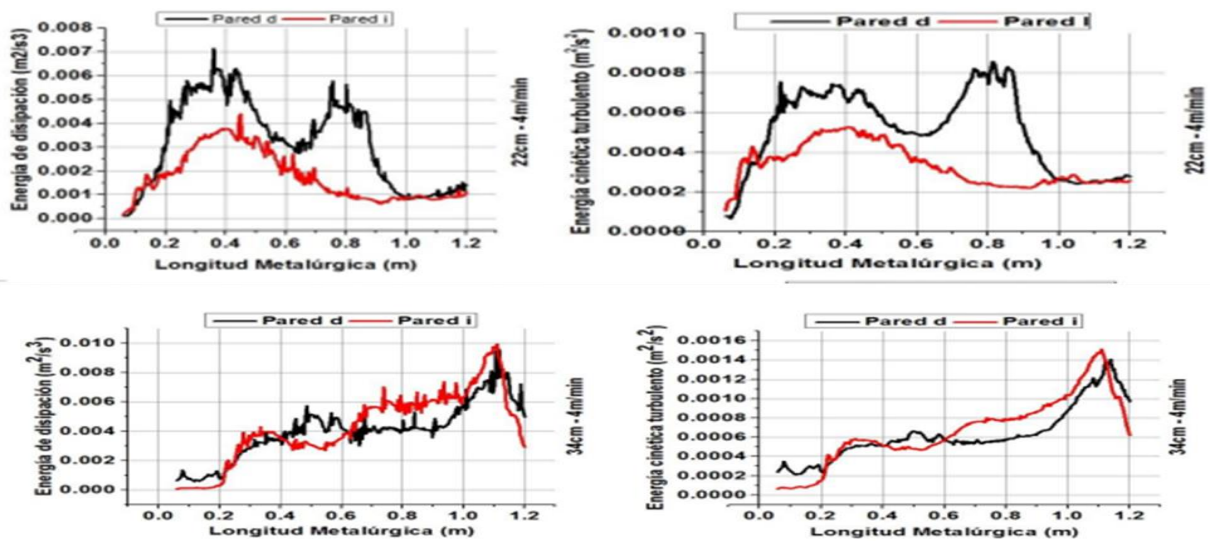 Pared d Pared i
Energía de disipación (m2/s3)
0.008
0.007
0.006
0.005
0.004
0.003
0.002
0.001
0.000
0.0 0.2 0.4 0.6 0.8 1.0 1.2
Longitud Metalúrgica (m)
22cm - 4m/min
Pared d Pared I
Energía cinética turbulento (m²/s²)
0.0010
0.0008
0.0006
0.0004
0.0002
0.0000
0.0 0.2 0.4 0.6 0.8 1.0 1.2
Longitud Metalúrgica (m)
22cm - 4m/min
Pared d Pared i
Energía de disipación (m²/s³)
0.010
0.008
0.006
0.004
0.002
0.000
0.0 0.2 0.4 0.6 0.8 1.0 1.2
Longitud Metalúrgica (m)
34cm - 4m/min
Pared d Pared i
Energía cinética turbulento (m²/s²)
0.0016
0.0014
0.0012
0.0010
0.0008
0.0006
0.0004
0.0002
0.0000
0.0 0.2 0.4 0.6 0.8 1.0 1.2
Longitud Metalúrgica (m)
34cm - 4m/min